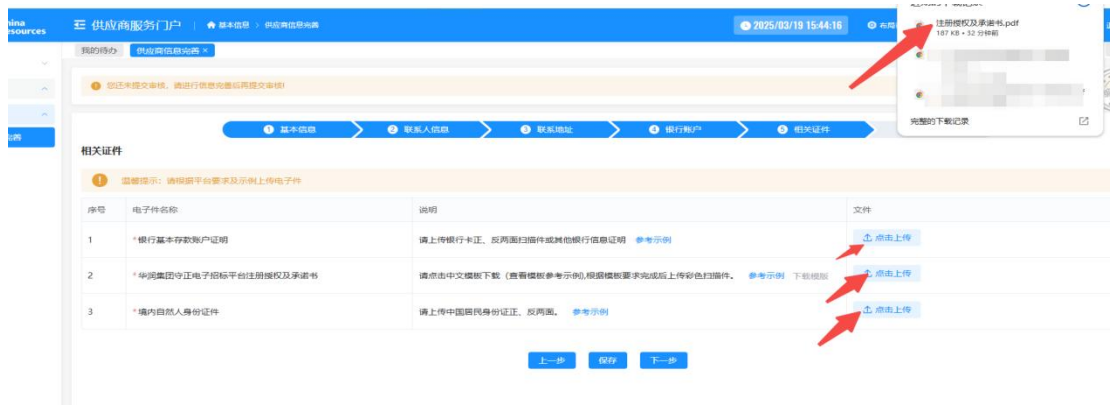 hina
esources
供应商服务门户
基本信息 > 供应商信息完善
2025/03/19 15:44:16
注册授权及承诺书.pdf
187 KB • 32 分钟前
完整的下载记录
我的待办
供应商信息完善 ×
您还未提交审核，请进行信息完善后再提交审核!
1 基本信息
2 联系人信息
3 联系地址
4 银行账户
5 相关证件
相关证件
温馨提示：请根据平台要求及示例上传电子件
序号 电子件名称 说明 文件
1 *银行基本存款账户证明 请上传银行卡正、反两面扫描件或其他银行信息证明 参考示例 点击上传
2 *华润集团守正电子招标平台注册授权及承诺书 请点击中文模板下载（查看模板参考示例),根据模板要求完成后上传彩色扫描件。 参考示例 下载模版 点击上传
3 *境内自然人身份证件 请上传中国居民身份证正、反两面。 参考示例 点击上传
上一步 保存 下一步